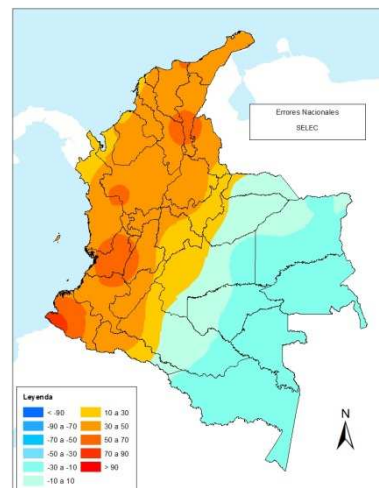 Errores Nacionales
SELEC
Leyenda
< -90
-90 a -70
-70 a -50
-50 a -30
-30 a -10
-10 a 10
10 a 30
30 a 50
50 a 70
70 a 90
> 90
N